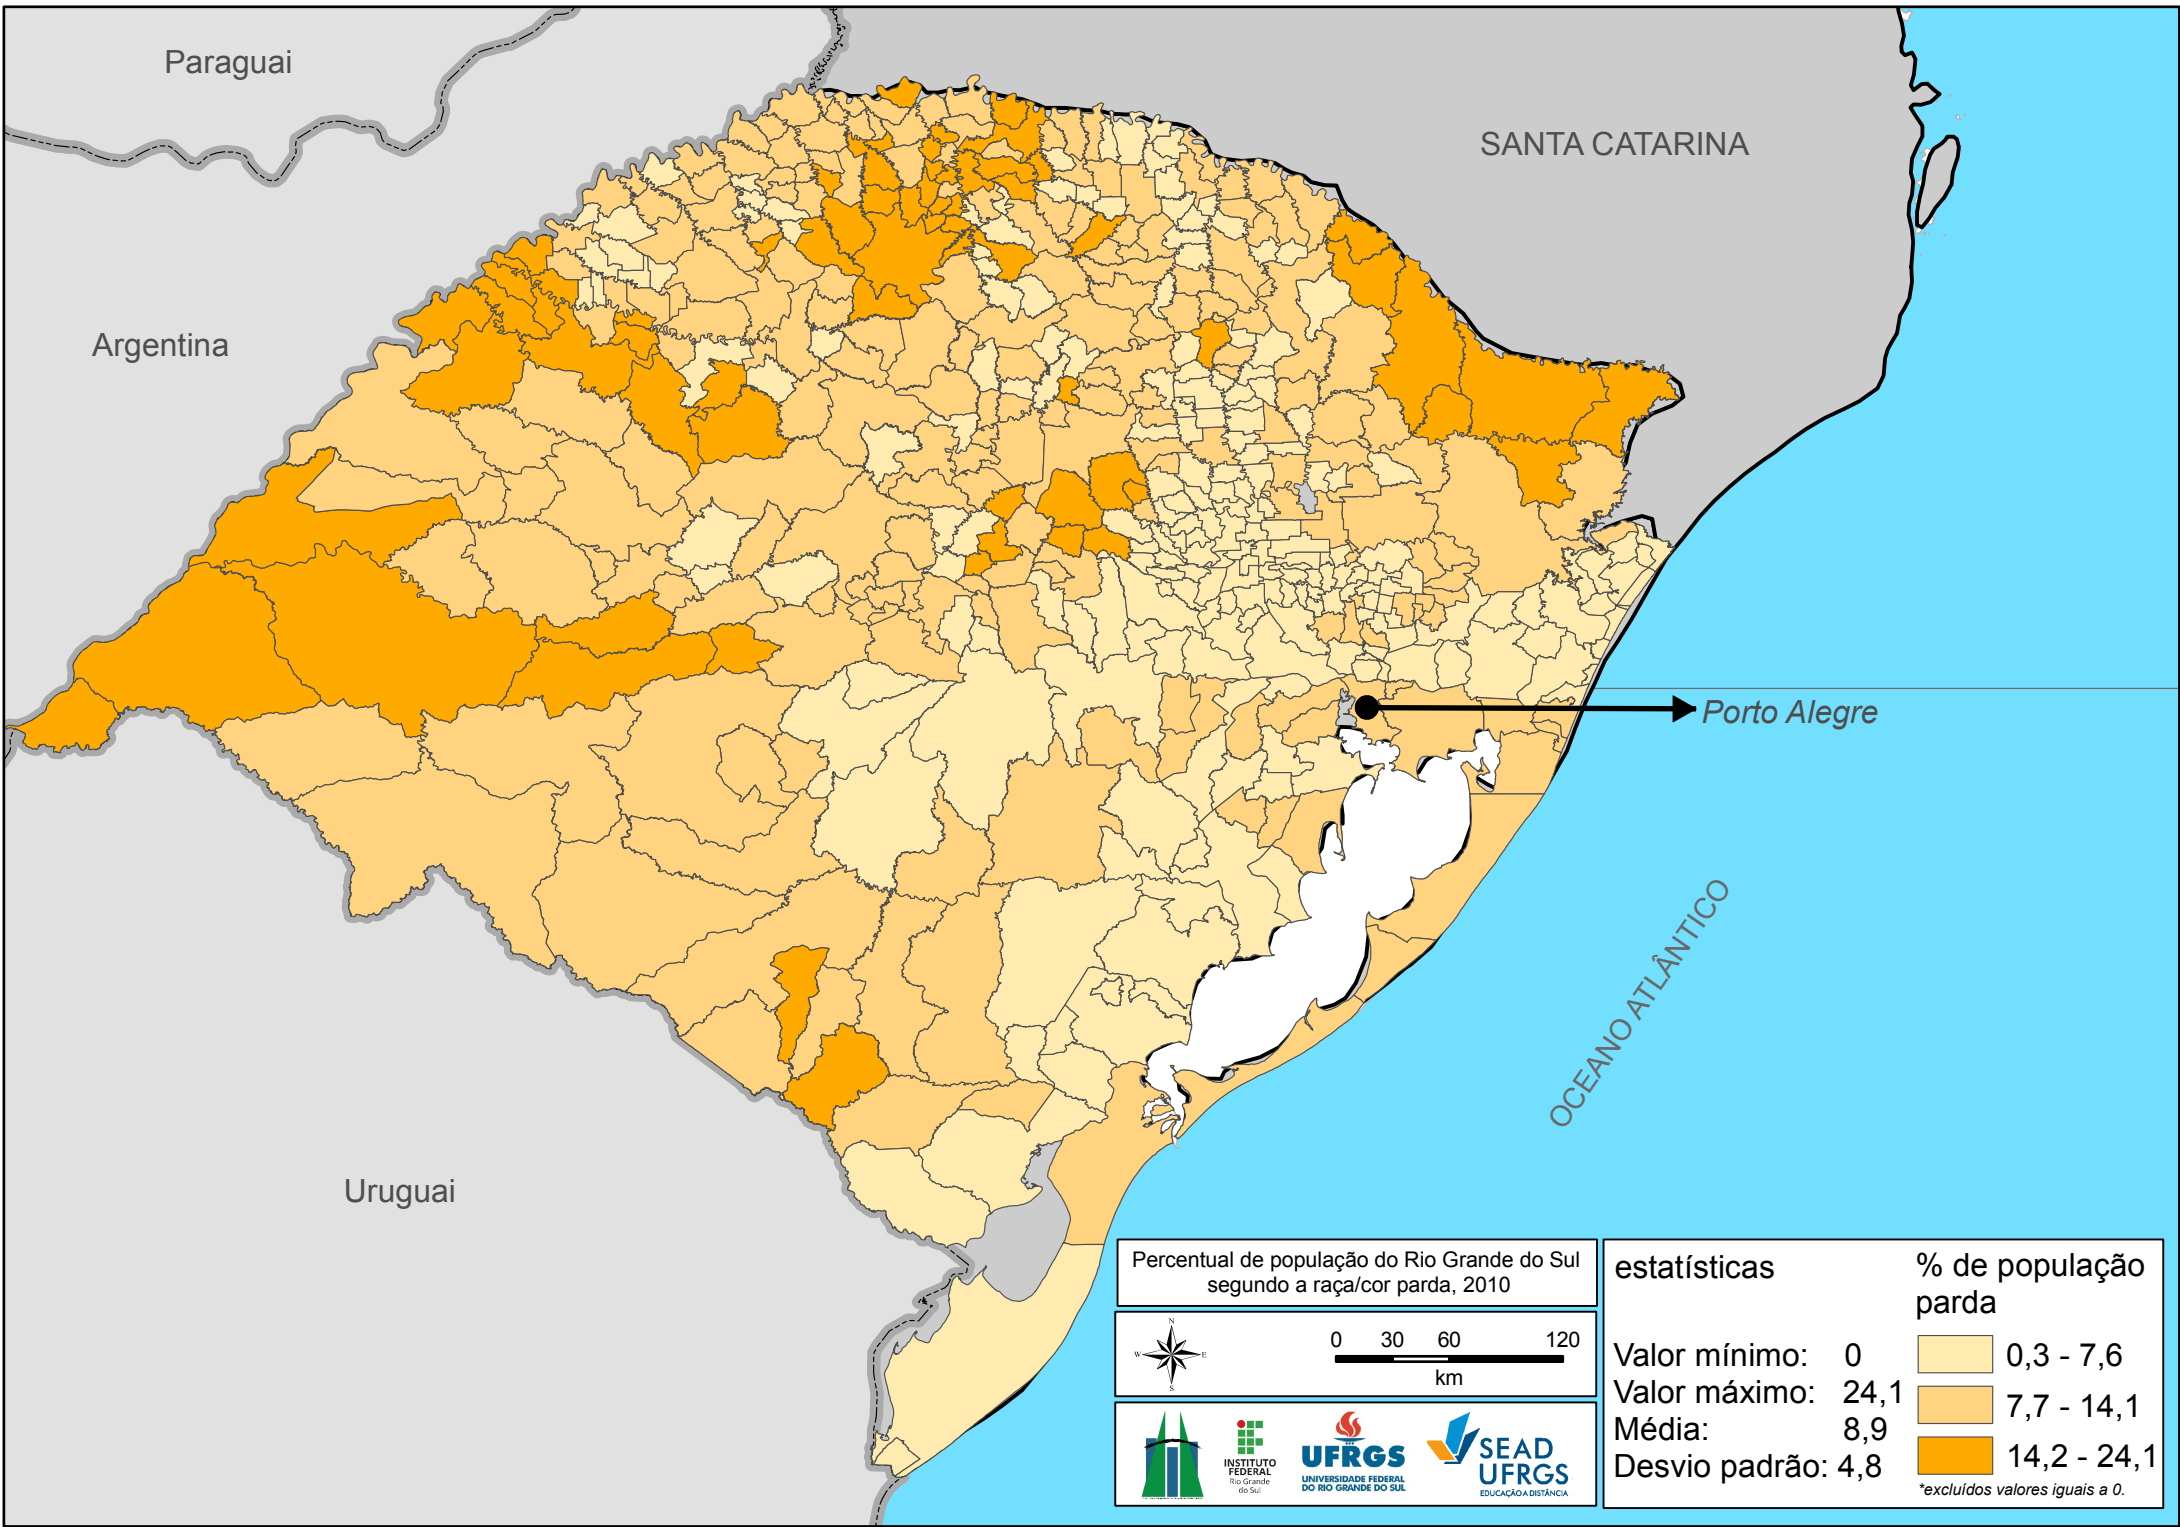 Paraguai
SANTA CATARINA
Argentina
Porto Alegre
OCEANO ATLÂNTICO
Uruguai
Percentual de população do Rio Grande do Sul
segundo a raça/cor parda, 2010
N
W
E
S
0 30 60 120
km
INSTITUTO
FEDERAL
Rio Grande
do Sul
UFRGS
UNIVERSIDADE FEDERAL
DO RIO GRANDE DO SUL
SEAD
UFRGS
EDUCAÇÃO A DISTÂNCIA
estatísticas
Valor mínimo: 0
Valor máximo: 24,1
Média: 8,9
Desvio padrão: 4,8
% de população
parda
0,3 - 7,6
7,7 - 14,1
14,2 - 24,1
*excluídos valores iguais a 0.